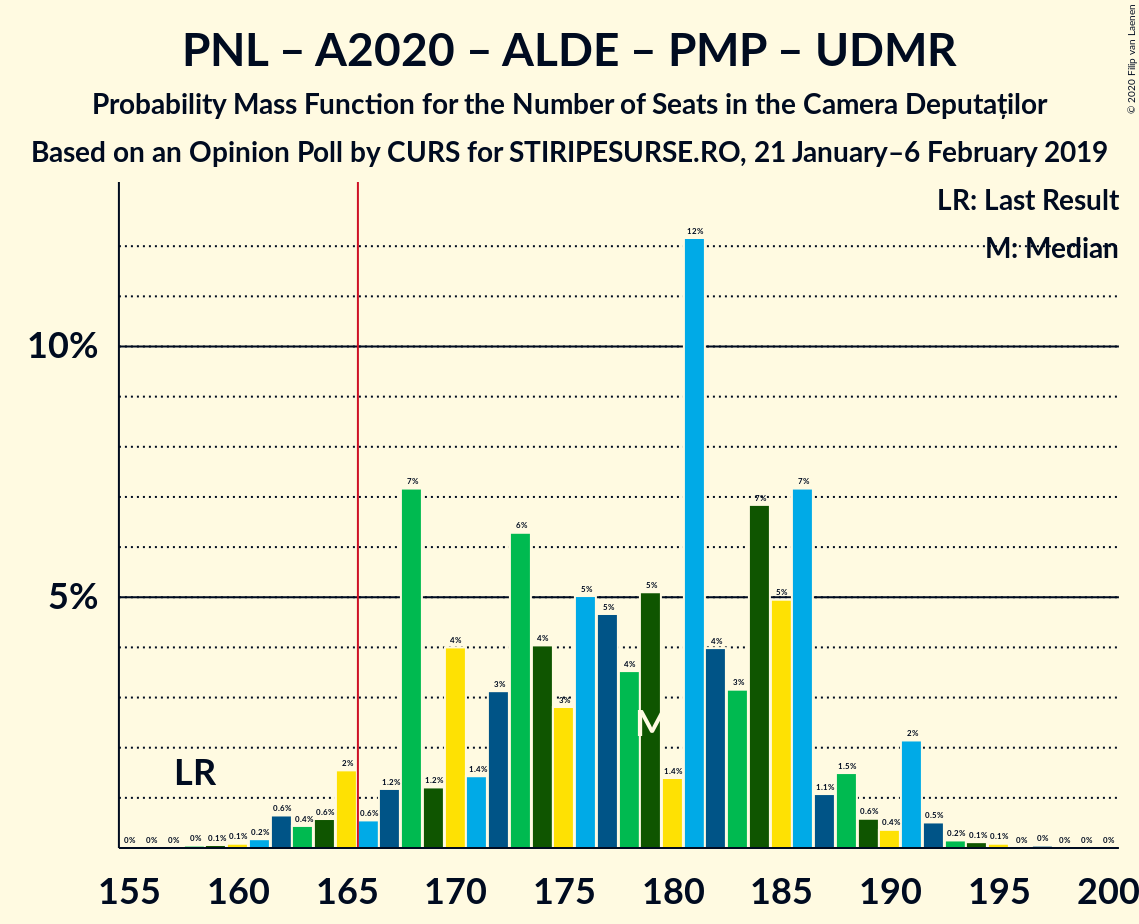 PNL – A2020 – ALDE – PMP – UDMR
Probability Mass Function for the Number of Seats in the Camera Deputaților
Based on an Opinion Poll by CURS for STIRIPESURSE.RO, 21 January–6 February 2019
© 2020 Filip van Laenen
LR: Last Result
M: Median
10%
5%
LR
M
0% 0% 0% 0% 0.1% 0.1% 0.2% 0.6% 0.4% 0.6% 2% 0.6% 1.2% 7% 1.2% 4% 1.4% 3% 6% 4% 3% 5% 5% 4% 5% 1.4% 12% 4% 3% 7% 5% 7% 1.1% 1.5% 0.6% 0.4% 2% 0.5% 0.2% 0.1% 0.1% 0% 0% 0% 0% 0%
155 160 165 170 175 180 185 190 195 200